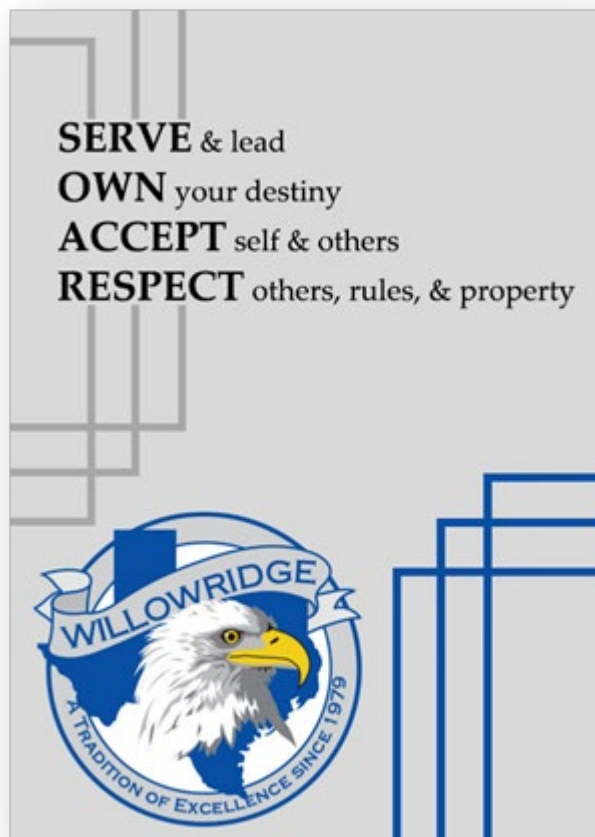 SERVE & lead
OWN your destiny
ACCEPT self & others
RESPECT others, rules, & property
WILLOWRIDGE
A TRADITION OF EXCELLENCE SINCE 1979